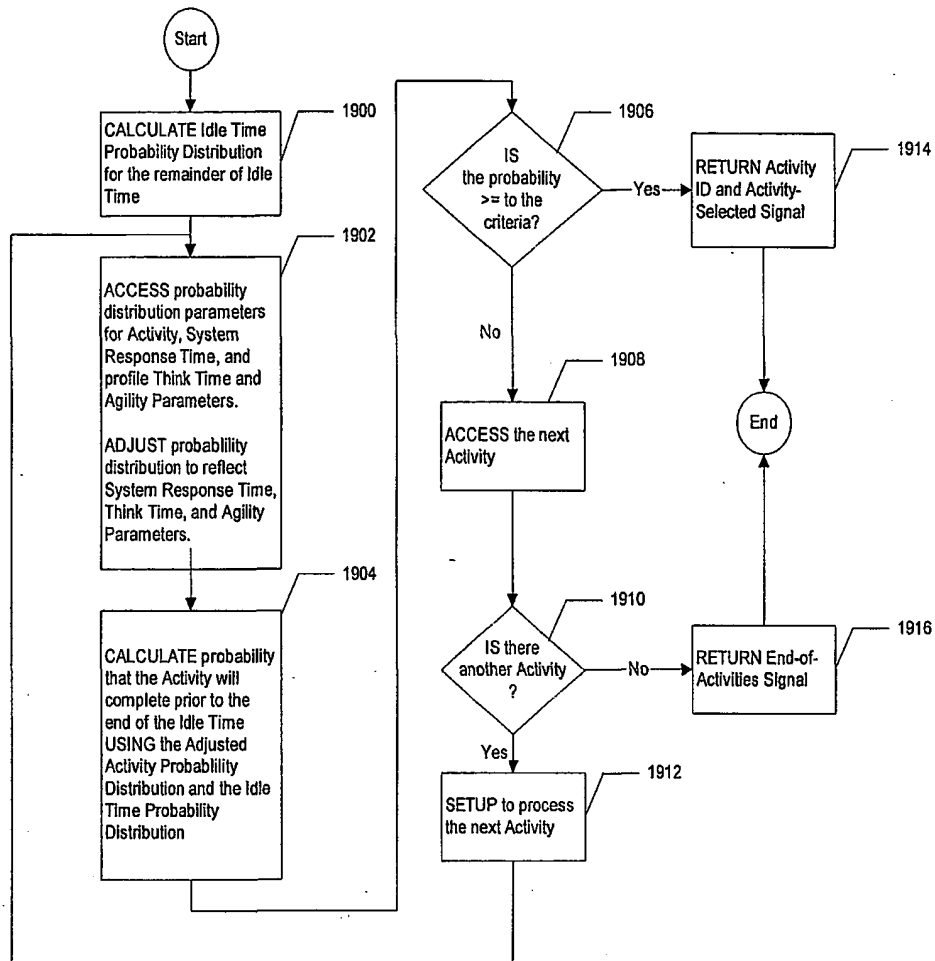 Start
1900
CALCULATE Idle Time
Probability Distribution
for the remainder of Idle
Time
1902
ACCESS probability
distribution parameters
for Activity, System
Response Time, and
profile Think Time and
Agility Parameters.
ADJUST probablility
distribution to reflect
System Response Time,
Think Time, and Agility
Parameters.
1904
CALCULATE probability
that the Activity will
complete prior to the
end of the Idle Time
USING the Adjusted
Activity Probablility
Distribution and the Idle
Time Probability
Distribution
1906
IS
the probability
>= to the
criteria?
Yes
1914
RETURN Activity
ID and Activity-
Selected Signal
No
1908
ACCESS the next
Activity
End
1910
IS there
another Activity
?
No
1916
RETURN End-of-
Activities Signal
Yes
1912
SETUP to process
the next Activity